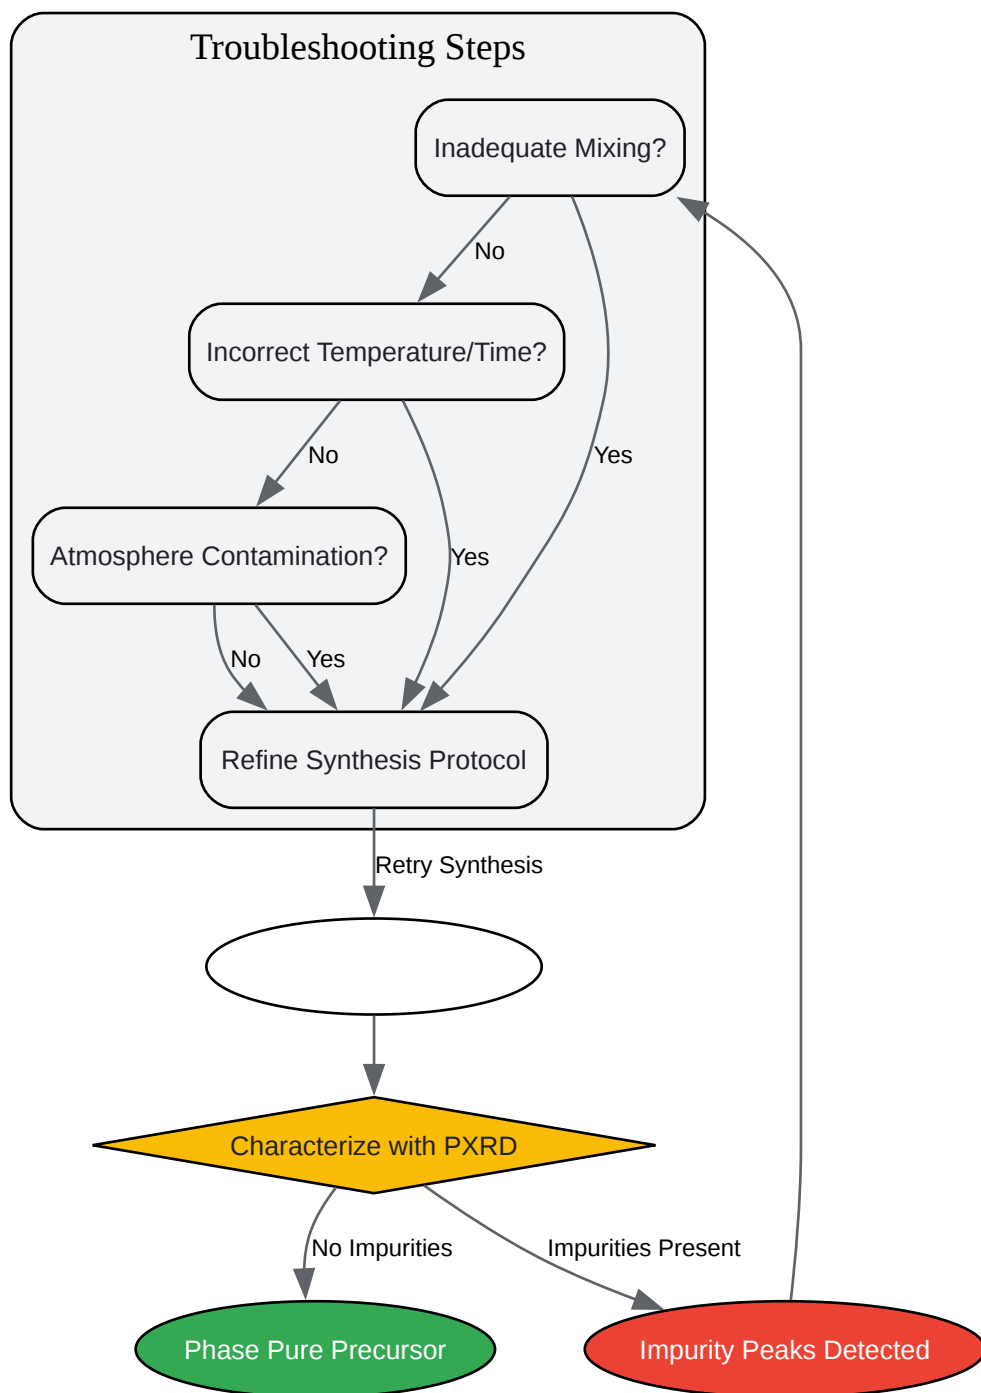 Troubleshooting Steps
Inadequate Mixing?
No
Incorrect Temperature/Time?
No
Yes
Atmosphere Contamination?
Yes
No
Yes
Refine Synthesis Protocol
Retry Synthesis
Characterize with PXRD
No Impurities
Impurities Present
Phase Pure Precursor
Impurity Peaks Detected